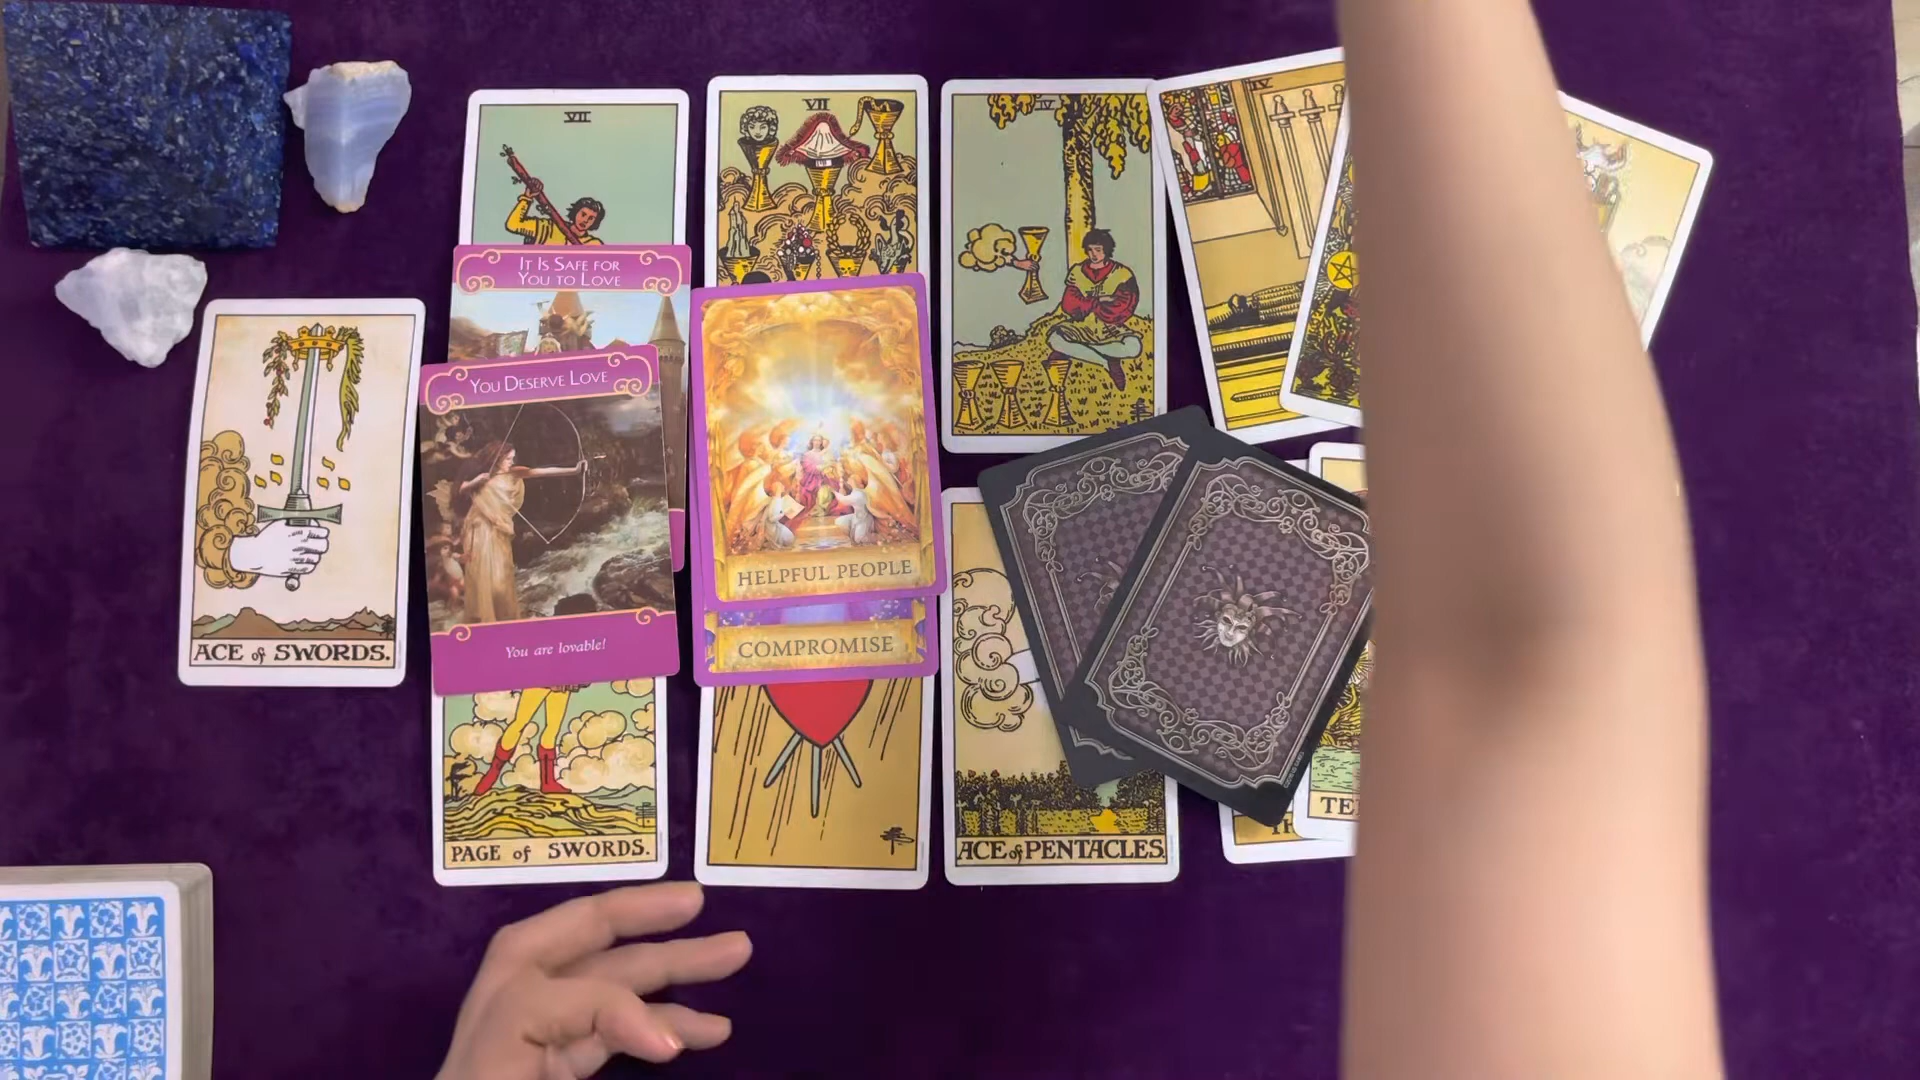 VII
VII
IV
IV
IT IS SAFE FOR
YOU TO LOVE
YOU DESERVE LOVE
You are lovable!
HELPFUL PEOPLE
COMPROMISE
ACE of SWORDS.
PAGE of SWORDS.
ACE of PENTACLES.
TE